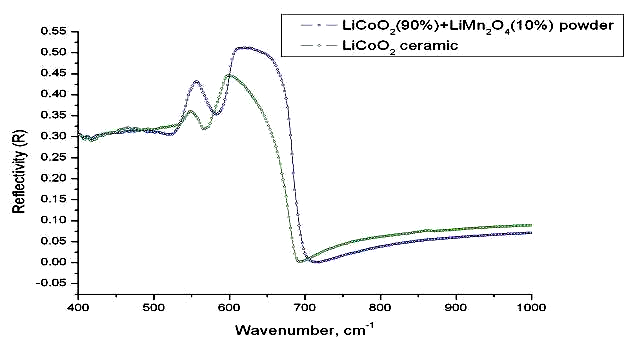 LiCoO₂(90%)+LiMn₂O₄(10%) powder
LiCoO₂ ceramic
0.55
0.50
0.45
0.40
0.35
0.30
0.25
0.20
0.15
0.10
0.05
0.00
-0.05
Reflectivity (R)
400 500 600 700 800 900 1000
Wavenumber, cm⁻¹